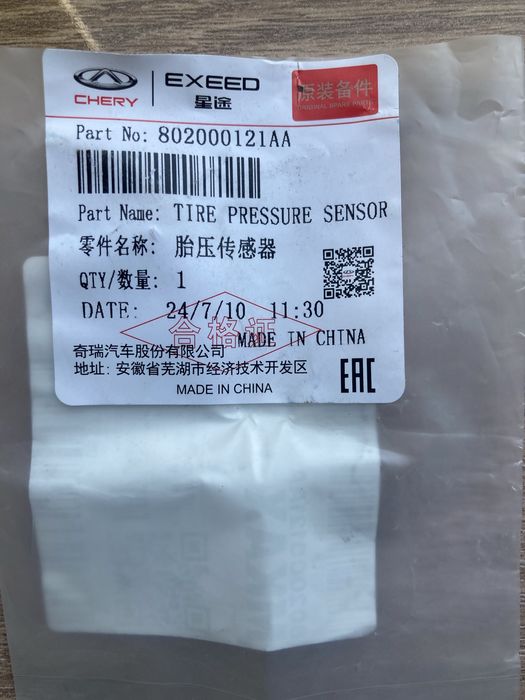 CHERY
EXEED
星途
原装备件
ORIGINAL SPARE PARTS
Part No: 802000121AA
Part Name: TIRE PRESSURE SENSOR
零件名称: 胎压传感器
QTY/数量: 1
DATE: 24/7/10 11:30
合格证
MADE IN CHINA
奇瑞汽车股份有限公司
地址: 安徽省芜湖市经济技术开发区
MADE IN CHINA
EAC